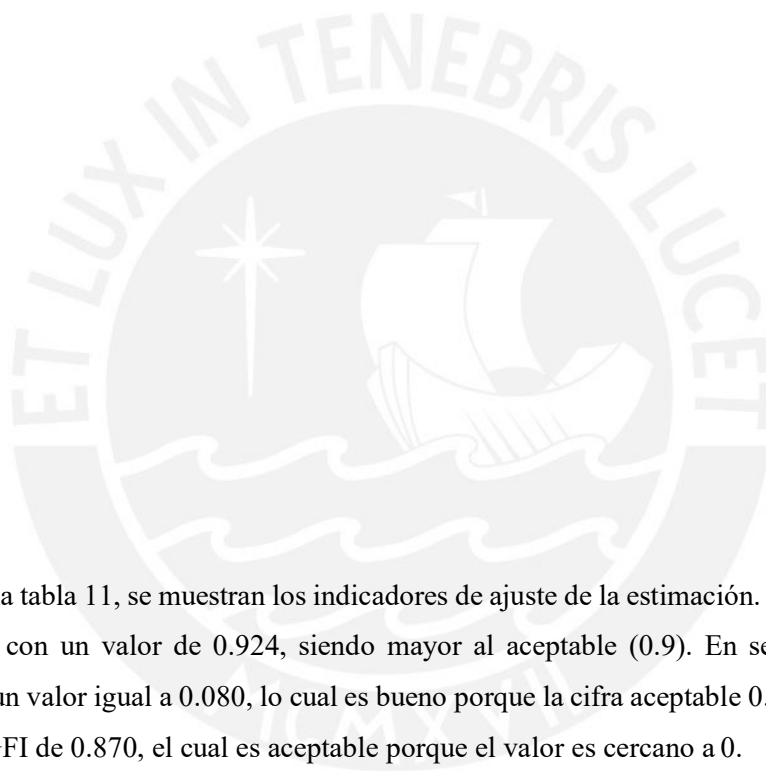 ET LUX IN TENEBRIS LUCET
MCMXVII
a tabla 11, se muestran los indicadores de ajuste de la estimación.
con un valor de 0.924, siendo mayor al aceptable (0.9). En se
un valor igual a 0.080, lo cual es bueno porque la cifra aceptable 0.
FI de 0.870, el cual es aceptable porque el valor es cercano a 0.